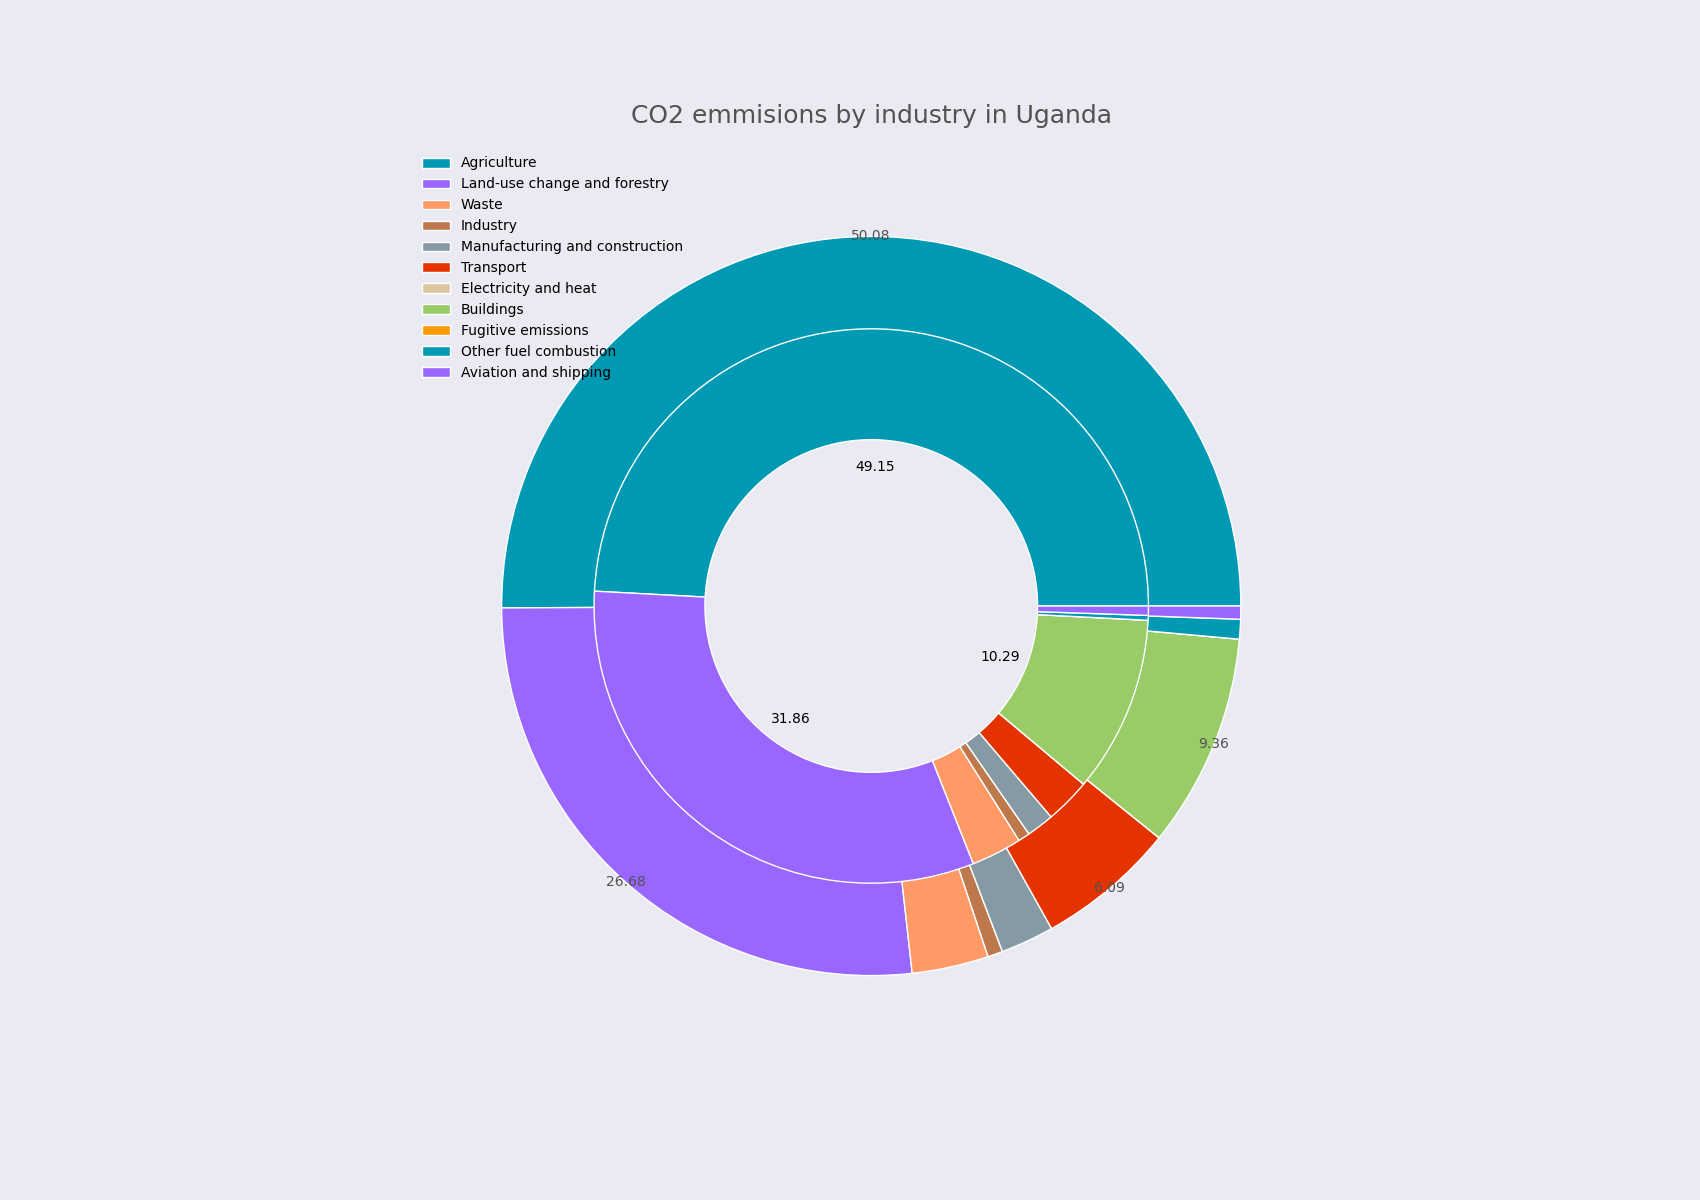 CO2 emmisions by industry in Uganda
Agriculture
Land-use change and forestry
Waste
Industry
Manufacturing and construction
Transport
Electricity and heat
Buildings
Fugitive emissions
Other fuel combustion
Aviation and shipping
50.08
49.15
10.29
31.86
9.36
26.68
6.09